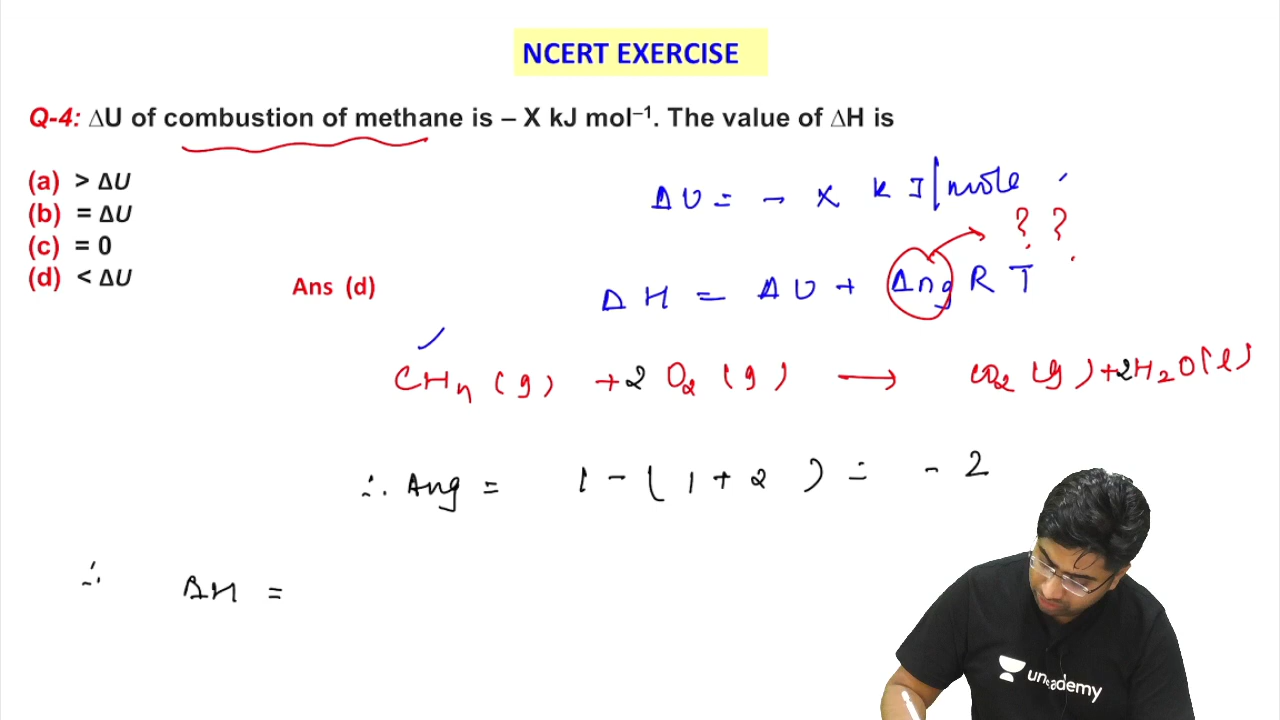 NCERT EXERCISE
Q-4: ΔU of combustion of methane is – X kJ mol⁻¹. The value of ΔH is
(a) > ΔU
(b) = ΔU
(c) = 0
(d) < ΔU
Ans (d)
ΔU = - X kJ/mole
? ?
ΔH = ΔU + Δng R T
CH4 (g) + 2 O2 (g) → CO2 (g) + 2H2O(l)
∴ Δng = 1 - (1 + 2) = - 2
∴ ΔH =
unacademy